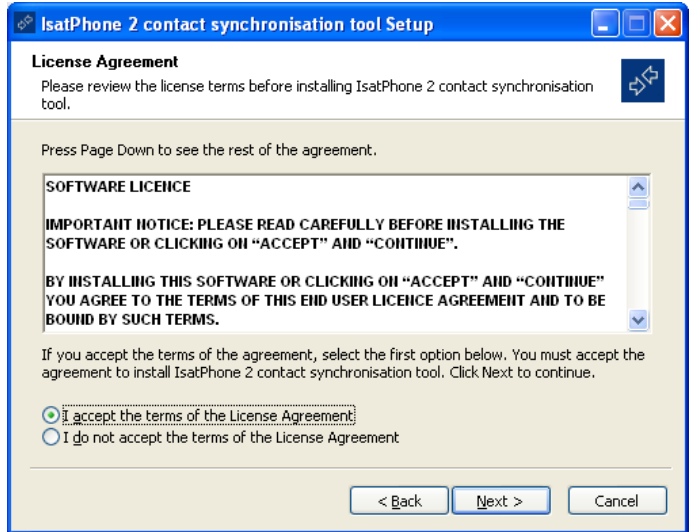 IsatPhone 2 contact synchronisation tool Setup
License Agreement
Please review the license terms before installing IsatPhone 2 contact synchronisation
tool.
Press Page Down to see the rest of the agreement.
SOFTWARE LICENCE
IMPORTANT NOTICE: PLEASE READ CAREFULLY BEFORE INSTALLING THE
SOFTWARE OR CLICKING ON “ACCEPT” AND “CONTINUE”.
BY INSTALLING THIS SOFTWARE OR CLICKING ON “ACCEPT” AND “CONTINUE”
YOU AGREE TO THE TERMS OF THIS END USER LICENCE AGREEMENT AND TO BE
BOUND BY SUCH TERMS.
If you accept the terms of the agreement, select the first option below. You must accept the
agreement to install IsatPhone 2 contact synchronisation tool. Click Next to continue.
I accept the terms of the License Agreement
I do not accept the terms of the License Agreement
< Back Next > Cancel